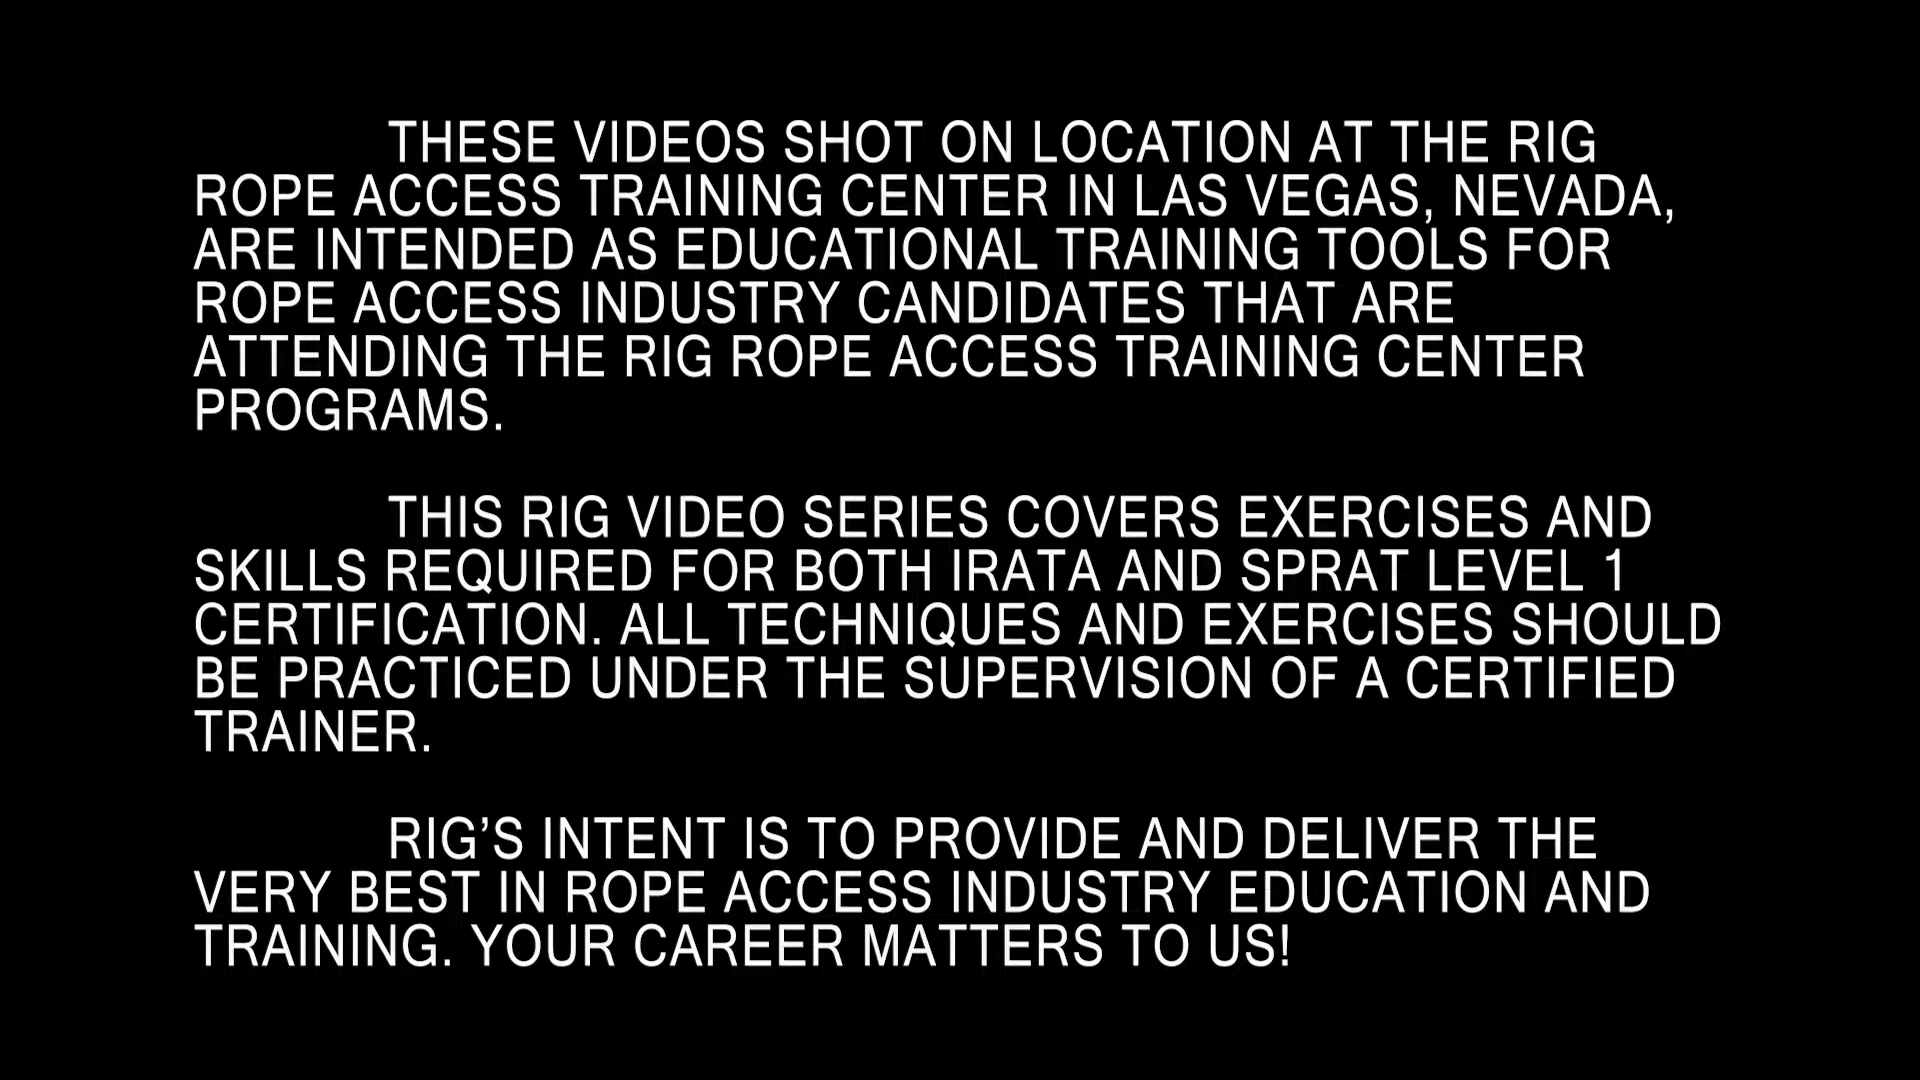 THESE VIDEOS SHOT ON LOCATION AT THE RIG
ROPE ACCESS TRAINING CENTER IN LAS VEGAS, NEVADA,
ARE INTENDED AS EDUCATIONAL TRAINING TOOLS FOR
ROPE ACCESS INDUSTRY CANDIDATES THAT ARE
ATTENDING THE RIG ROPE ACCESS TRAINING CENTER
PROGRAMS.
THIS RIG VIDEO SERIES COVERS EXERCISES AND
SKILLS REQUIRED FOR BOTH IRATA AND SPRAT LEVEL 1
CERTIFICATION. ALL TECHNIQUES AND EXERCISES SHOULD
BE PRACTICED UNDER THE SUPERVISION OF A CERTIFIED
TRAINER.
RIG’S INTENT IS TO PROVIDE AND DELIVER THE
VERY BEST IN ROPE ACCESS INDUSTRY EDUCATION AND
TRAINING. YOUR CAREER MATTERS TO US!